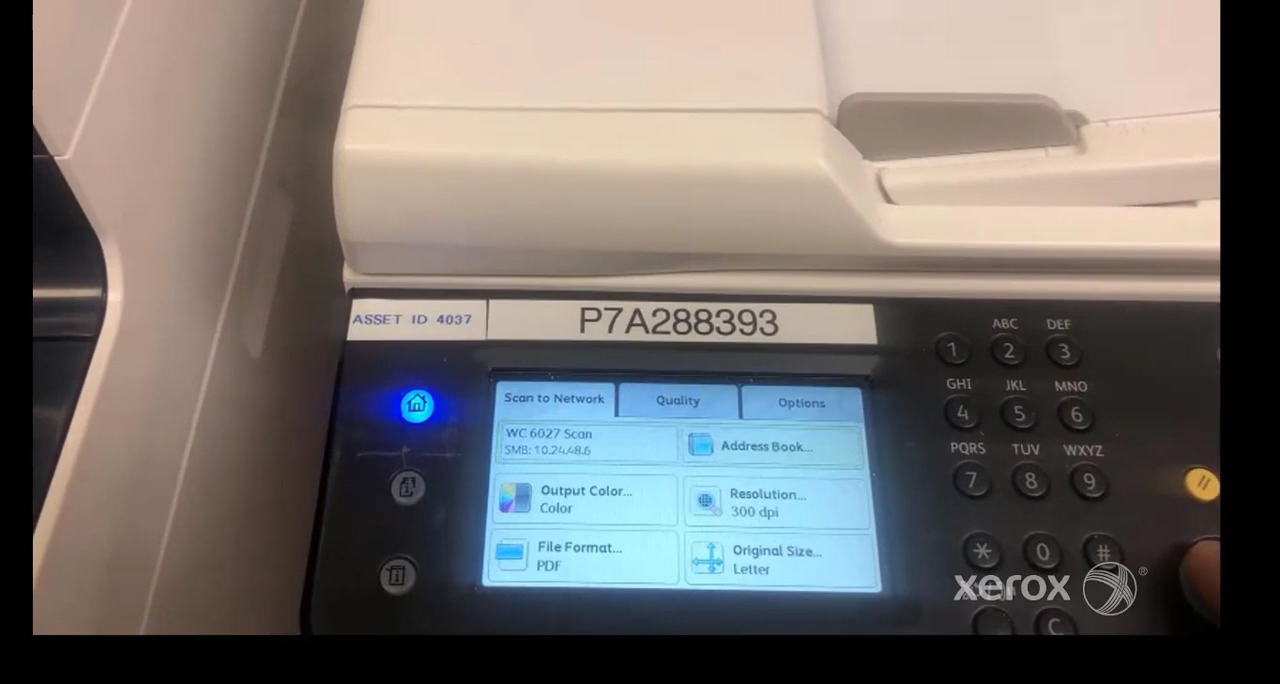 ASSET ID 4037
P7A288393
Scan to Network
Quality
Options
WC 6027 Scan
SMB: 10.24.48.6
Address Book...
Output Color...
Color
Resolution...
300 dpi
File Format...
PDF
Original Size...
Letter
ABC DEF
1 2 3
GHI JKL MNO
4 5 6
PQRS TUV WXYZ
7 8 9
* 0 #
C
xerox ®